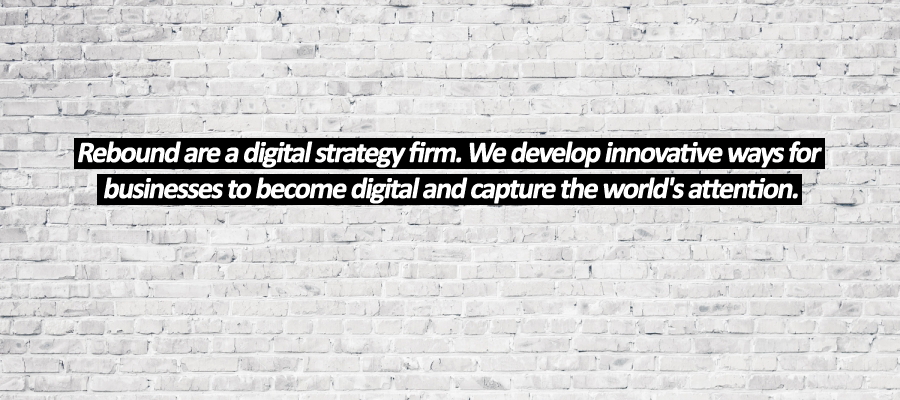 Rebound are a digital strategy firm. We develop innovative ways for
businesses to become digital and capture the world's attention.